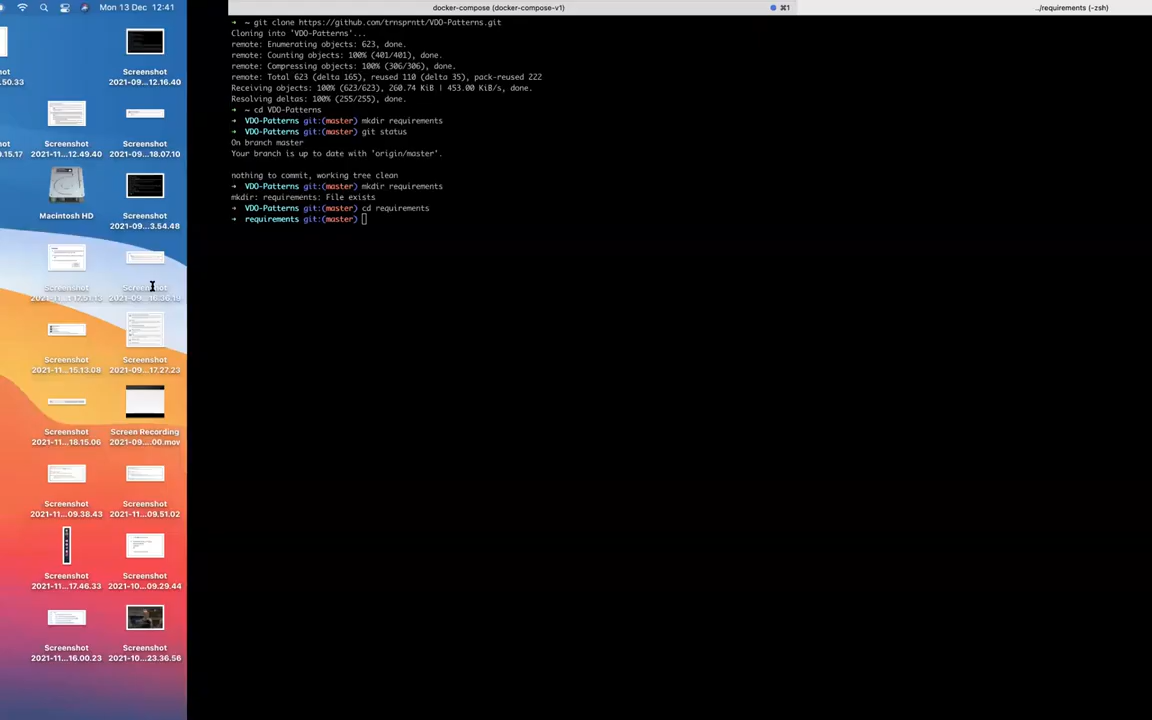 Mon 13 Dec 12:41
docker-compose (docker-compose-v1)
⌘1
../requirements (-zsh)
➜ ~ git clone https://github.com/trnsprntt/VDO-Patterns.git
Cloning into 'VDO-Patterns'...
remote: Enumerating objects: 623, done.
remote: Counting objects: 100% (401/401), done.
remote: Compressing objects: 100% (306/306), done.
remote: Total 623 (delta 165), reused 110 (delta 35), pack-reused 222
Receiving objects: 100% (623/623), 260.74 KiB | 453.00 KiB/s, done.
Resolving deltas: 100% (255/255), done.
➜ ~ cd VDO-Patterns
➜ VDO-Patterns git:(master) mkdir requirements
➜ VDO-Patterns git:(master) git status
On branch master
Your branch is up to date with 'origin/master'.
nothing to commit, working tree clean
➜ VDO-Patterns git:(master) mkdir requirements
mkdir: requirements: File exists
➜ VDO-Patterns git:(master) cd requirements
➜ requirements git:(master)
Screenshot
2021-09...12.16.40
Screenshot
2021-11...12.49.40
Screenshot
2021-09...18.07.10
Macintosh HD
Screenshot
2021-09...3.54.48
Screenshot
2021-09...16.36.19
Screenshot
2021-11...15.13.08
Screenshot
2021-09...17.27.23
Screenshot
2021-11...18.15.06
Screen Recording
2021-09....00.mov
Screenshot
2021-11...09.38.43
Screenshot
2021-11...09.51.02
Screenshot
2021-11...17.46.33
Screenshot
2021-10...09.29.44
Screenshot
2021-11...16.00.23
Screenshot
2021-10...23.36.56